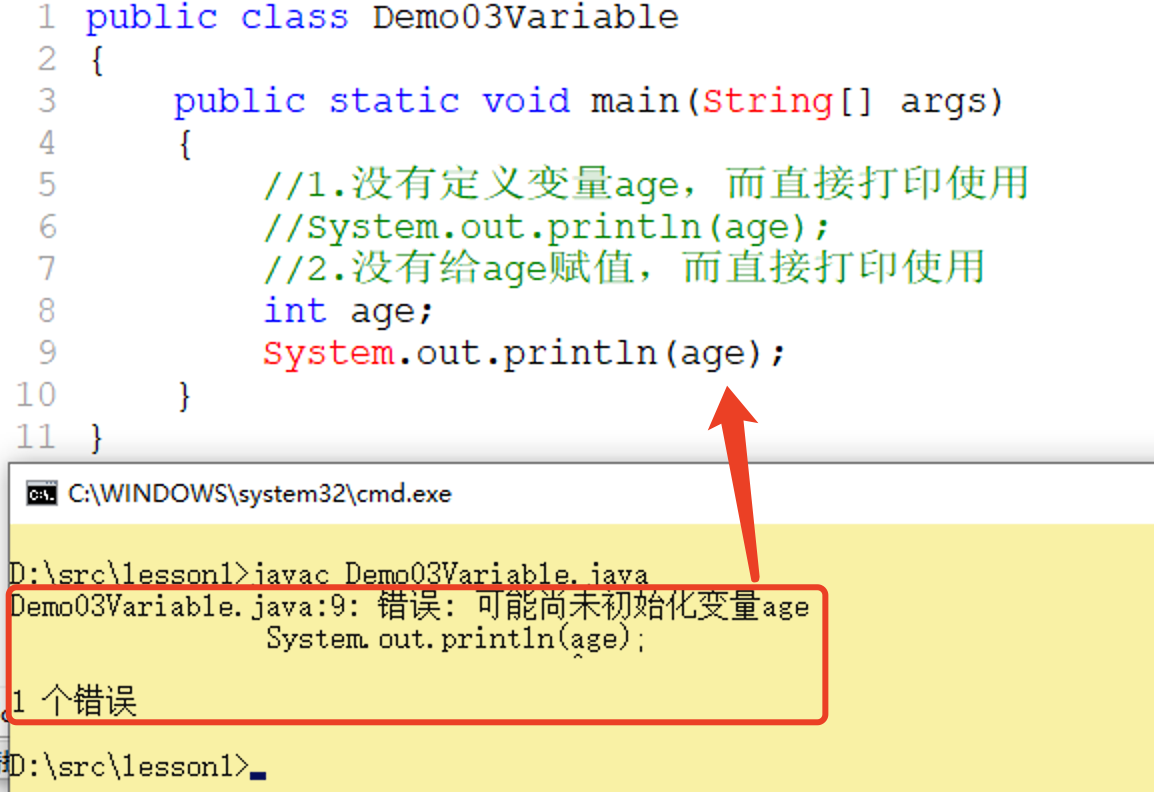 1 public class Demo03Variable
2 {
3 public static void main(String[] args)
4 {
5 //1.没有定义变量age，而直接打印使用
6 //System.out.println(age);
7 //2.没有给age赋值，而直接打印使用
8 int age;
9 System.out.println(age);
10 }
11 }
C:\WINDOWS\system32\cmd.exe
D:\src\lesson1>javac Demo03Variable.java
Demo03Variable.java:9: 错误: 可能尚未初始化变量age
System.out.println(age);
^
1 个错误
D:\src\lesson1>